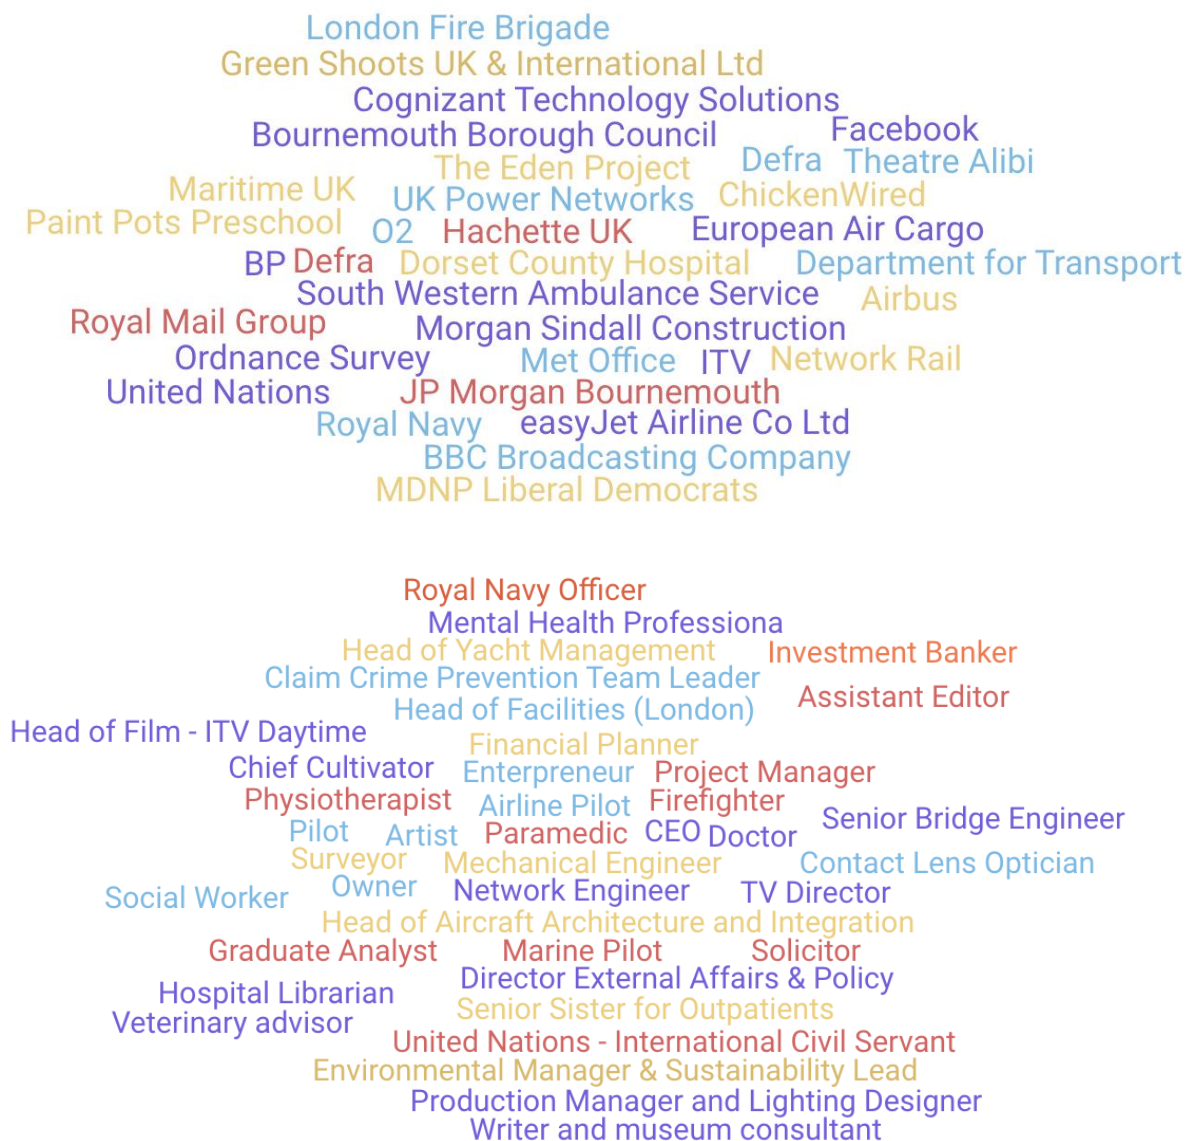 London Fire Brigade
Green Shoots UK & International Ltd
Cognizant Technology Solutions
Bournemouth Borough Council Facebook
The Eden Project Defra Theatre Alibi
Maritime UK UK Power Networks ChickenWired
Paint Pots Preschool O2 Hachette UK European Air Cargo
BP Defra Dorset County Hospital Department for Transport
South Western Ambulance Service Airbus
Royal Mail Group Morgan Sindall Construction
Ordnance Survey Met Office ITV Network Rail
United Nations JP Morgan Bournemouth
Royal Navy easyJet Airline Co Ltd
BBC Broadcasting Company
MDNP Liberal Democrats
Royal Navy Officer
Mental Health Professiona
Head of Yacht Management Investment Banker
Claim Crime Prevention Team Leader
Assistant Editor
Head of Facilities (London)
Head of Film - ITV Daytime
Financial Planner
Chief Cultivator Enterpreneur Project Manager
Physiotherapist Airline Pilot Firefighter
Senior Bridge Engineer
Pilot Artist Paramedic CEO Doctor
Surveyor Mechanical Engineer Contact Lens Optician
Social Worker Owner Network Engineer TV Director
Head of Aircraft Architecture and Integration
Graduate Analyst Marine Pilot Solicitor
Director External Affairs & Policy
Hospital Librarian
Senior Sister for Outpatients
Veterinary advisor
United Nations - International Civil Servant
Environmental Manager & Sustainability Lead
Production Manager and Lighting Designer
Writer and museum consultant